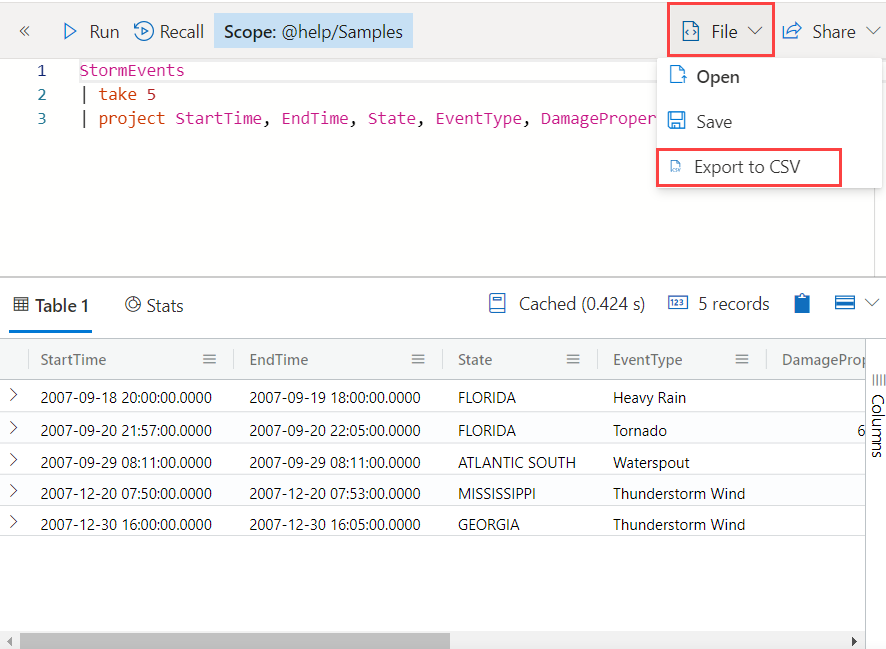 « Run Recall Scope: @help/Samples File Share
1 StormEvents
2 | take 5
3 | project StartTime, EndTime, State, EventType, DamageProper
Open
Save
Export to CSV
Table 1 Stats Cached (0.424 s) 123 5 records
StartTime EndTime State EventType DamageProp
2007-09-18 20:00:00.0000 2007-09-19 18:00:00.0000 FLORIDA Heavy Rain
2007-09-20 21:57:00.0000 2007-09-20 22:05:00.0000 FLORIDA Tornado 6
2007-09-29 08:11:00.0000 2007-09-29 08:11:00.0000 ATLANTIC SOUTH Waterspout
2007-12-20 07:50:00.0000 2007-12-20 07:53:00.0000 MISSISSIPPI Thunderstorm Wind
2007-12-30 16:00:00.0000 2007-12-30 16:05:00.0000 GEORGIA Thunderstorm Wind
Columns